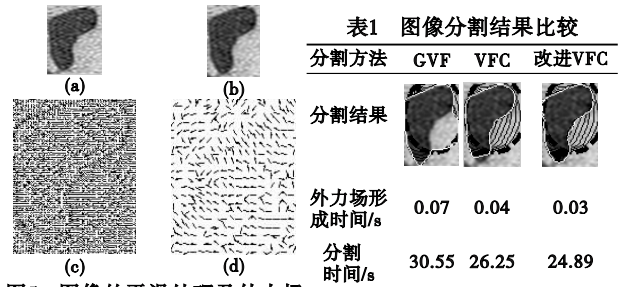 (a)
(b)
(c)
(d)
表1 图像分割结果比较
分割方法 GVF VFC 改进VFC
分割结果
外力场形
成时间/s 0.07 0.04 0.03
分割
时间/s 30.55 26.25 24.89